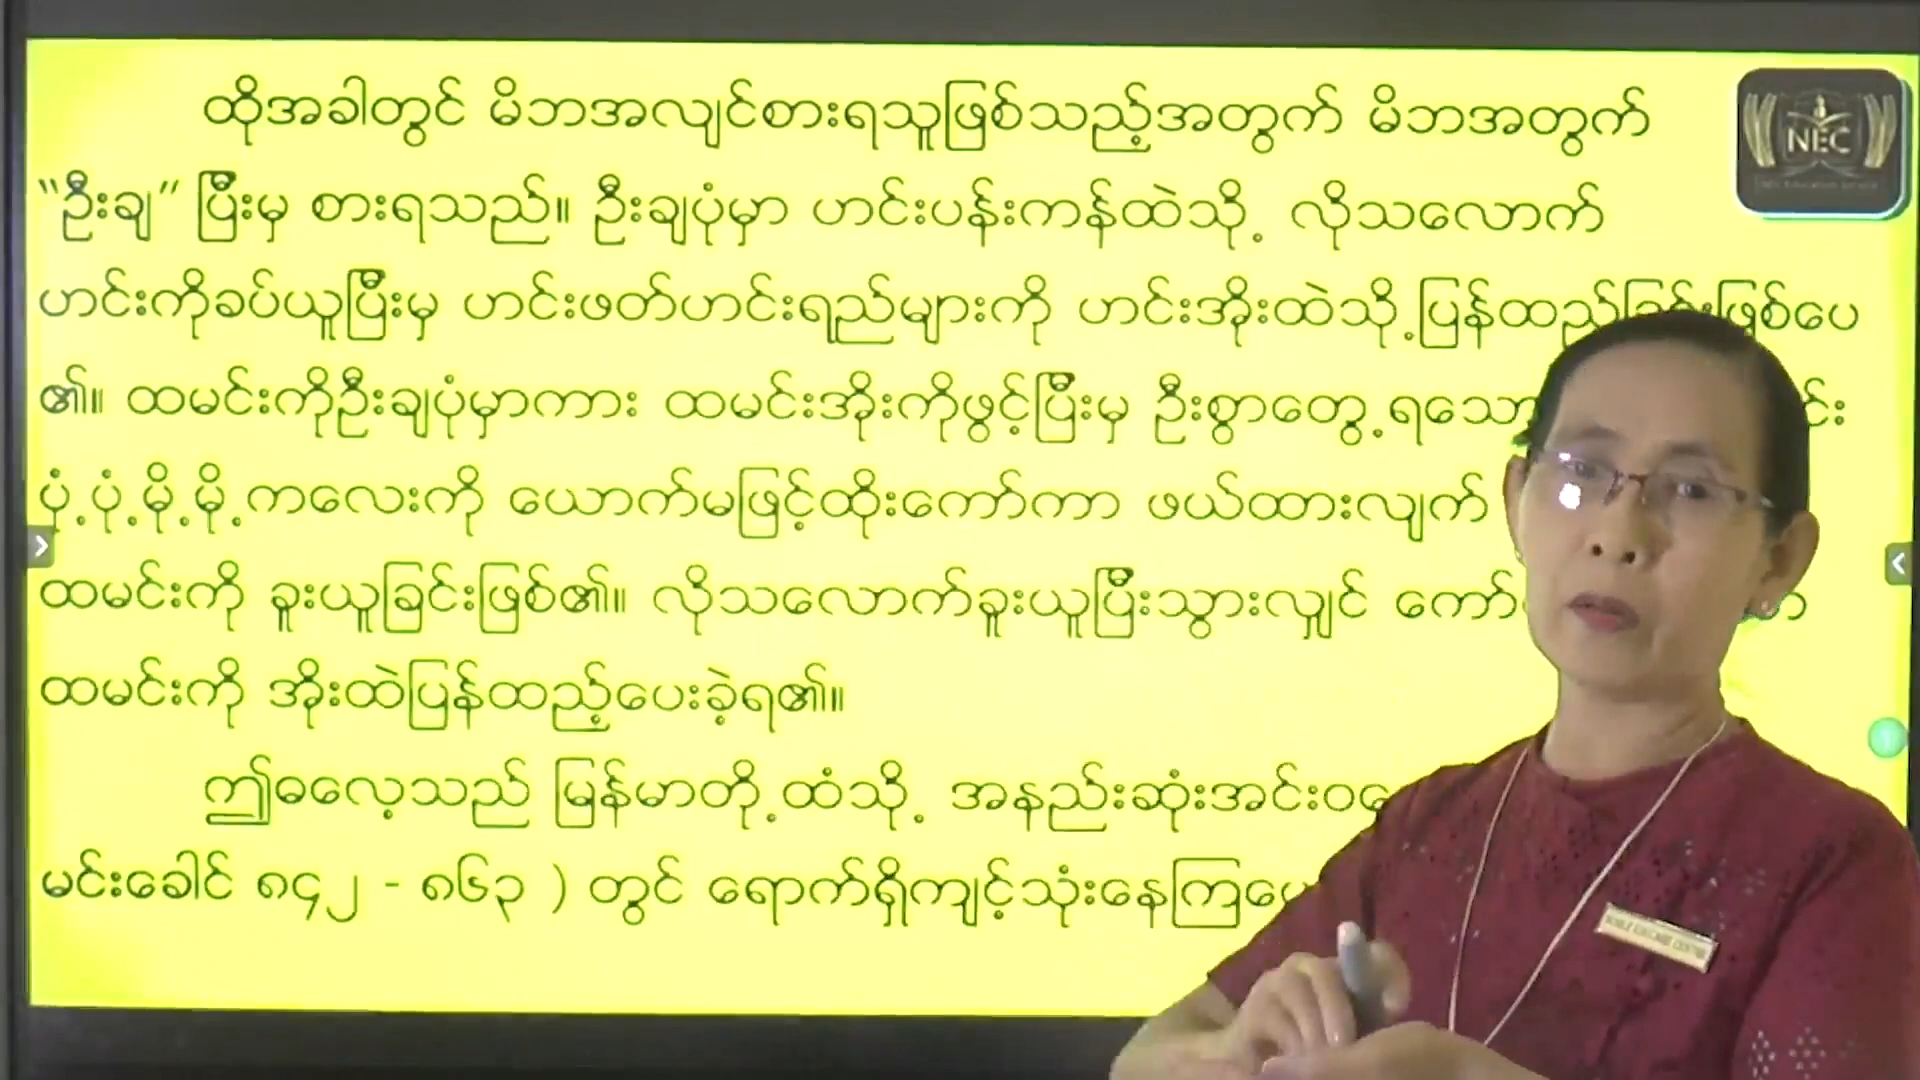 ထိုအခါတွင် မိဘအလျင်စားရသူဖြစ်သည့်အတွက် မိဘအတွက်
“ဦးချ” ပြီးမှ စားရသည်။ ဦးချပုံမှာ ဟင်းပန်းကန်ထဲသို့ လိုသလောက်
ဟင်းကိုခပ်ယူပြီးမှ ဟင်းဖတ်ဟင်းရည်များကို ဟင်းအိုးထဲသို့ပြန်ထည့်ခြင်းဖြစ်ပေ
၏။ ထမင်းကိုဦးချပုံမှာကား ထမင်းအိုးကိုဖွင့်ပြီးမှ ဦးစွာတွေ့ရသော
ပုံ့ပုံ့မို့မို့ကလေးကို ယောက်မဖြင့်ထိုးကော်ကာ ဖယ်ထားလျက်
ထမင်းကို ခူးယူခြင်းဖြစ်၏။ လိုသလောက်ခူးယူပြီးသွားလျှင် ကော်
ထမင်းကို အိုးထဲပြန်ထည့်ပေးခဲ့ရ၏။
ဤဓလေ့သည် မြန်မာတို့ထံသို့ အနည်းဆုံးအင်းဝ
မင်းခေါင် ၈၄၂ - ၈၆၃ ) တွင် ရောက်ရှိကျင့်သုံးနေကြပေ
NEC